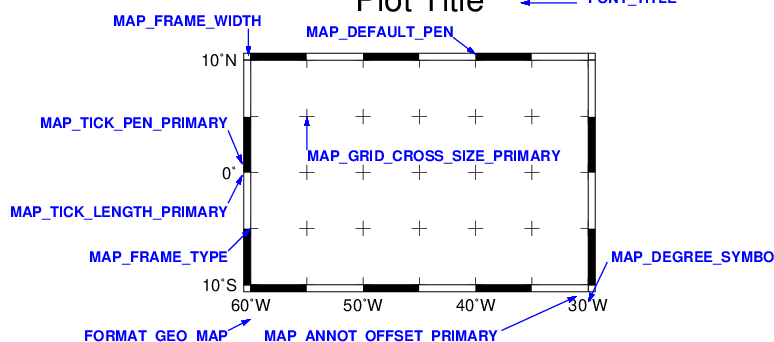 Plot Title
FONT_TITLE
MAP_FRAME_WIDTH
MAP_DEFAULT_PEN
10°N
MAP_TICK_PEN_PRIMARY
MAP_GRID_CROSS_SIZE_PRIMARY
0°
MAP_TICK_LENGTH_PRIMARY
MAP_FRAME_TYPE
MAP_DEGREE_SYMBO
10°S
60°W 50°W 40°W 30°W
FORMAT_GEO_MAP
MAP_ANNOT_OFFSET_PRIMARY